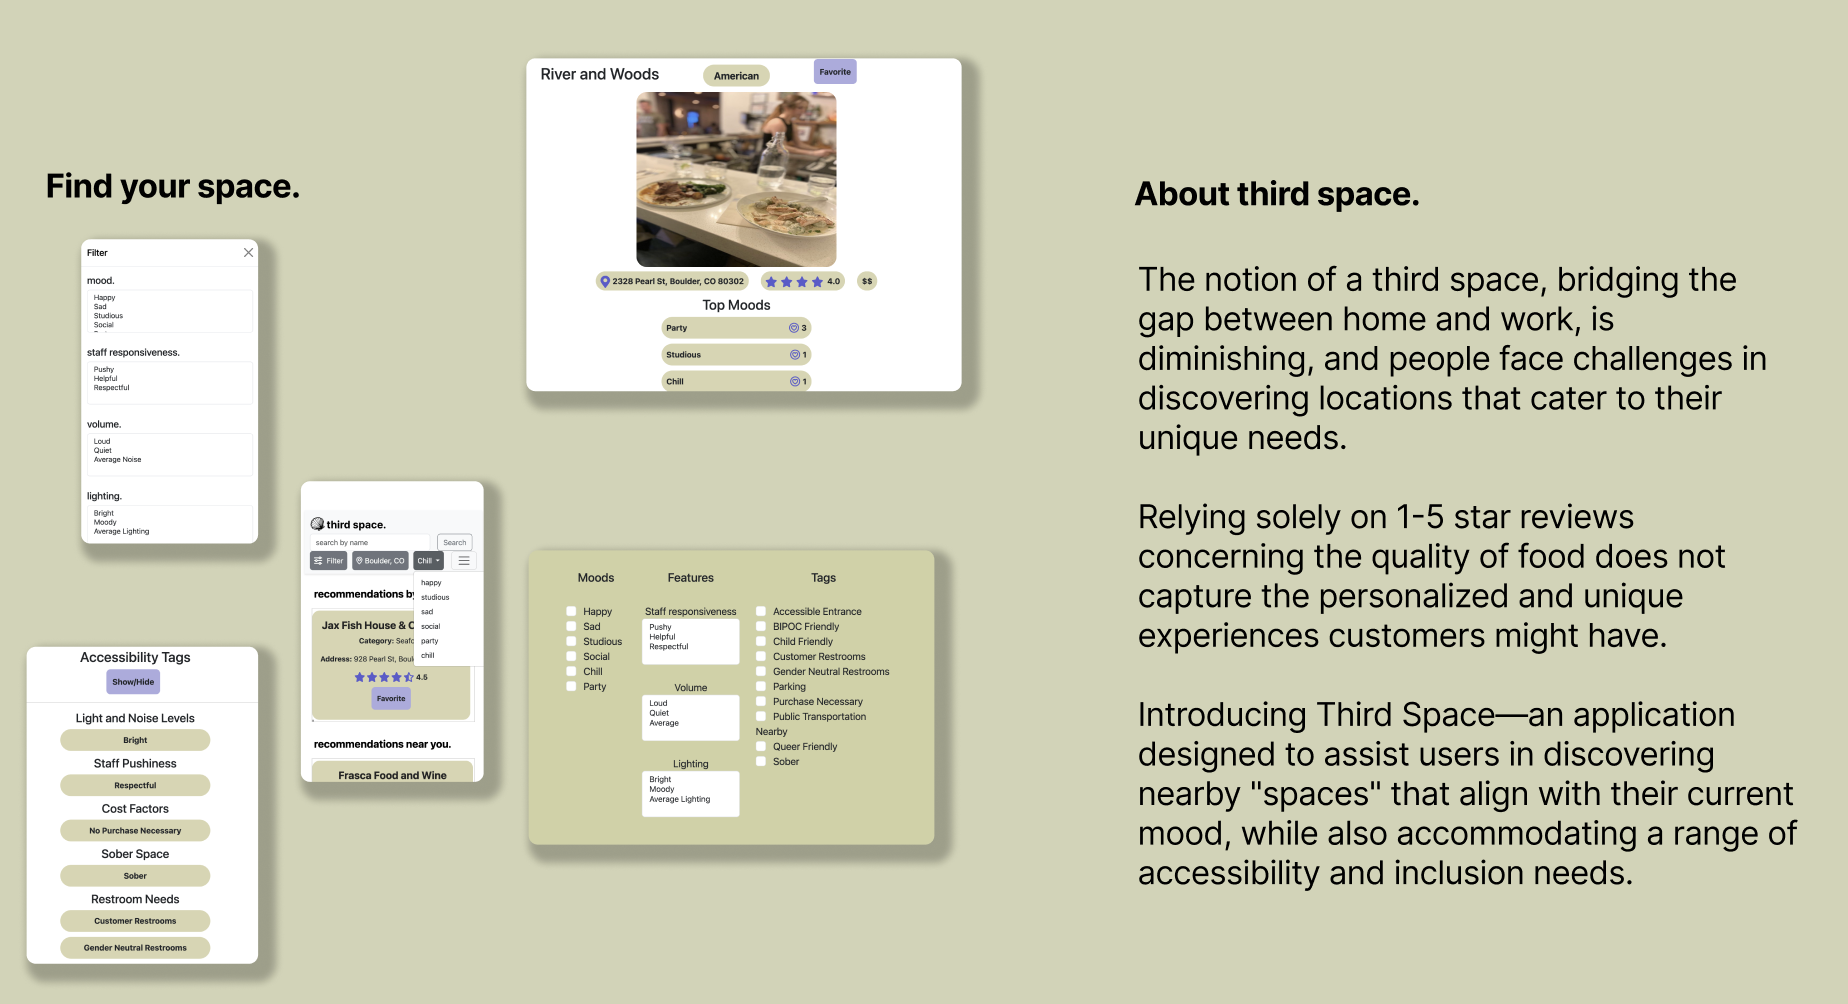 Find your space.
Filter
mood.
Happy
Sad
Studious
Social
staff responsiveness.
Pushy
Helpful
Respectful
volume.
Loud
Quiet
Average Noise
lighting.
Bright
Moody
Average Lighting
Accessibility Tags
Show/Hide
Light and Noise Levels
Bright
Staff Pushiness
Respectful
Cost Factors
No Purchase Necessary
Sober Space
Sober
Restroom Needs
Customer Restrooms
Gender Neutral Restrooms
third space.
search by name Search
Filter Boulder, CO Chill
happy
studious
sad
social
party
chill
recommendations by
Jax Fish House & O
Category: Seafo
Address: 928 Pearl St, Boul
4.5
Favorite
recommendations near you.
Frasca Food and Wine
River and Woods American Favorite
2328 Pearl St, Boulder, CO 80302 4.0 $$
Top Moods
Party 3
Studious 1
Chill 1
Moods
Happy
Sad
Studious
Social
Chill
Party
Features
Staff responsiveness
Pushy
Helpful
Respectful
Volume
Loud
Quiet
Average
Lighting
Bright
Moody
Average Lighting
Tags
Accessible Entrance
BIPOC Friendly
Child Friendly
Customer Restrooms
Gender Neutral Restrooms
Parking
Purchase Necessary
Public Transportation
Nearby
Queer Friendly
Sober
About third space.
The notion of a third space, bridging the
gap between home and work, is
diminishing, and people face challenges in
discovering locations that cater to their
unique needs.
Relying solely on 1-5 star reviews
concerning the quality of food does not
capture the personalized and unique
experiences customers might have.
Introducing Third Space—an application
designed to assist users in discovering
nearby "spaces" that align with their current
mood, while also accommodating a range of
accessibility and inclusion needs.